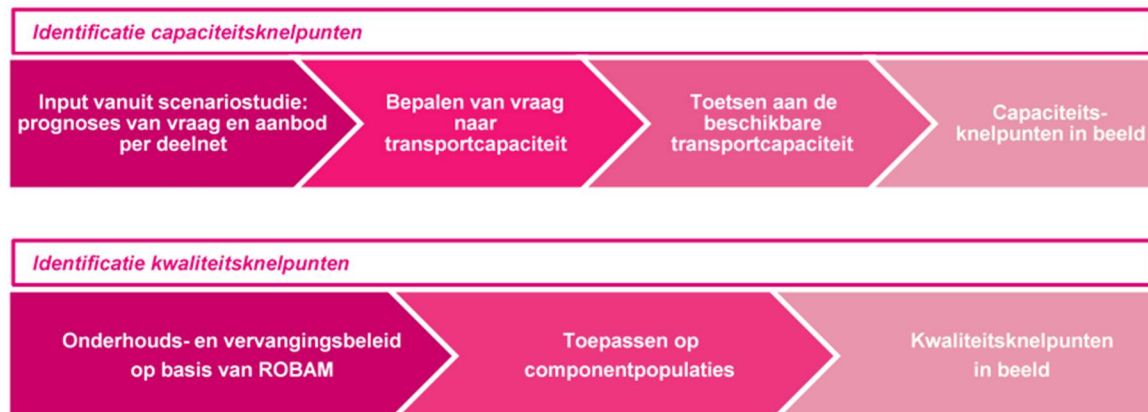 Identificatie capaciteitsknelpunten
Input vanuit scenariostudie:
prognoses van vraag en aanbod
per deelnet
Bepalen van vraag
naar
transportcapaciteit
Toetsen aan de
beschikbare
transportcapaciteit
Capaciteits-
knelpunten in beeld
Identificatie kwaliteitsknelpunten
Onderhouds- en vervangingsbeleid
op basis van ROBAM
Toepassen op
componentpopulaties
Kwaliteitsknelpunten
in beeld